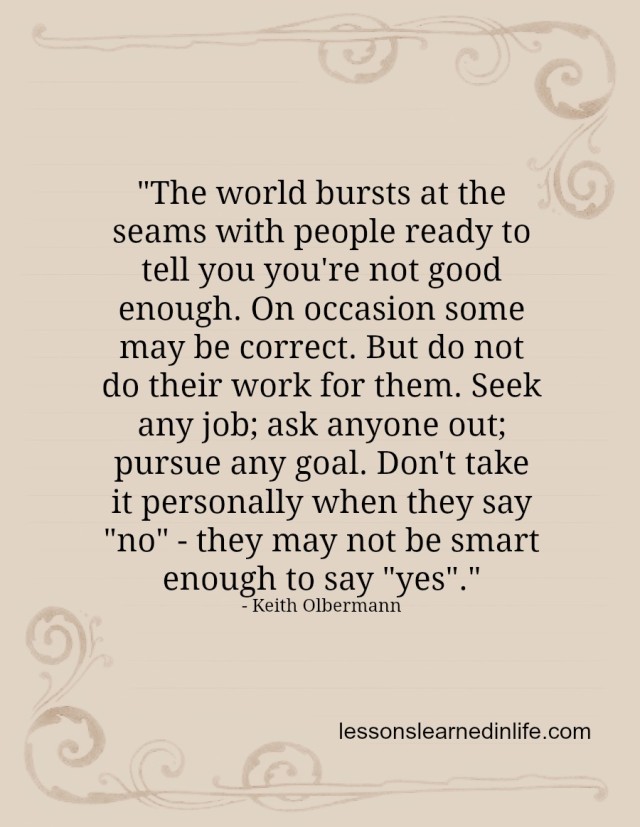 "The world bursts at the
seams with people ready to
tell you you're not good
enough. On occasion some
may be correct. But do not
do their work for them. Seek
any job; ask anyone out;
pursue any goal. Don't take
it personally when they say
"no" - they may not be smart
enough to say "yes"."
- Keith Olbermann
lessonslearnedinlife.com